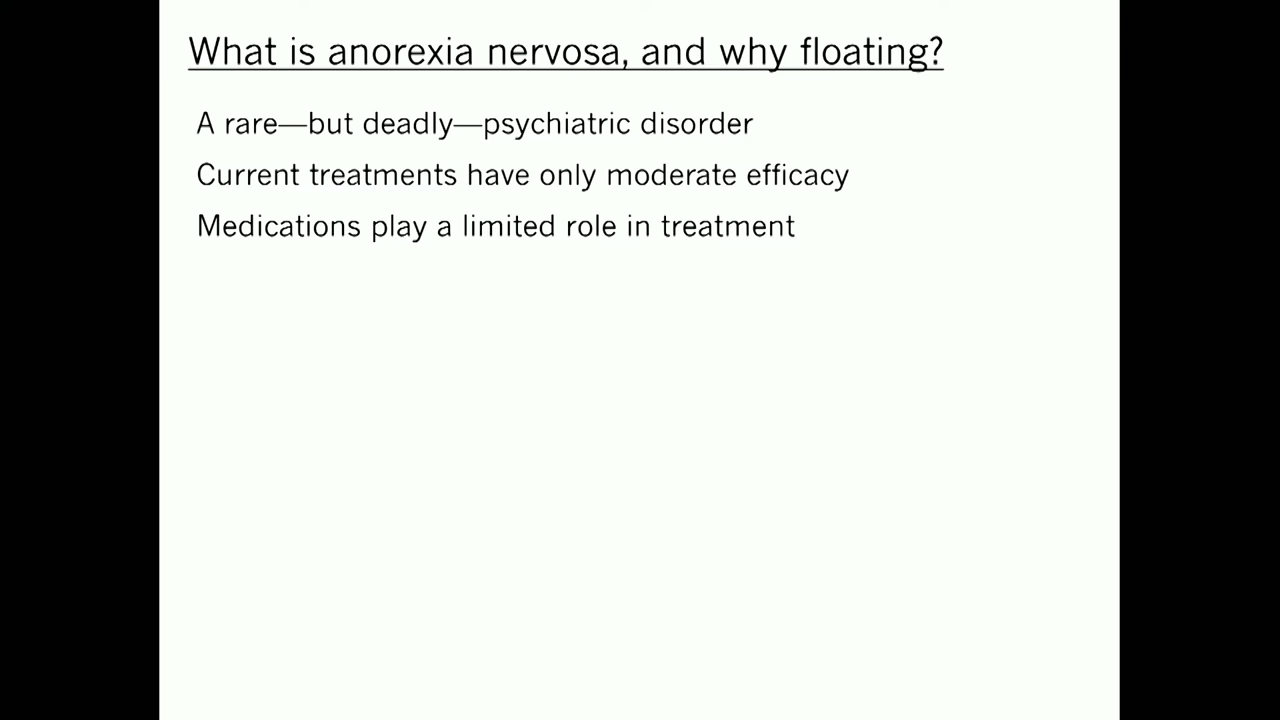 What is anorexia nervosa, and why floating?
A rare—but deadly—psychiatric disorder
Current treatments have only moderate efficacy
Medications play a limited role in treatment